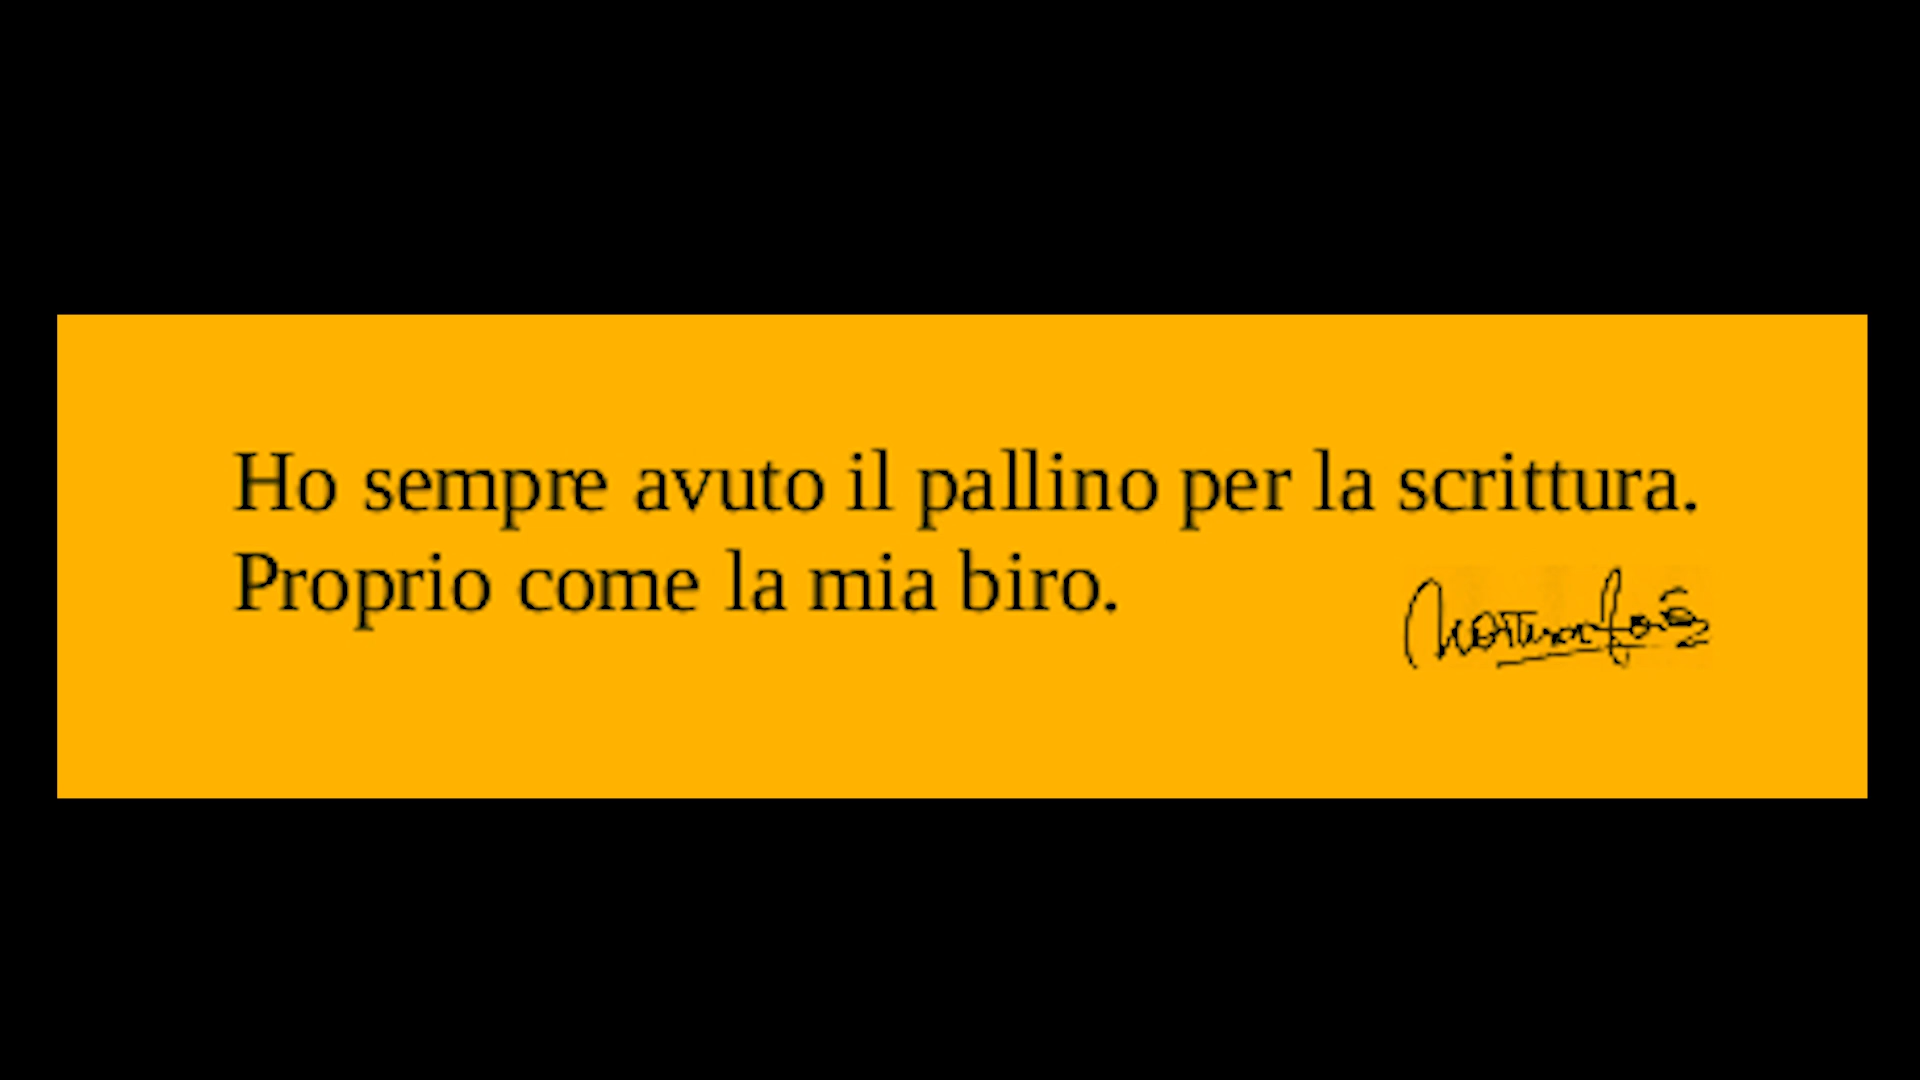 Ho sempre avuto il pallino per la scrittura.
Proprio come la mia biro.